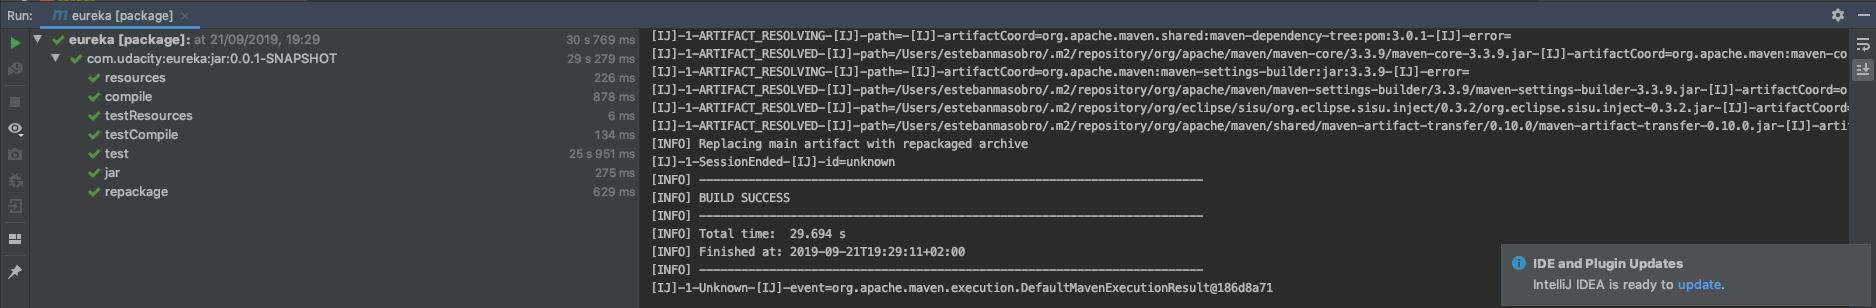 Run: eureka [package] ×
eureka [package]: at 21/09/2019, 19:29 30 s 769 ms
com.udacity:eureka:jar:0.0.1-SNAPSHOT 29 s 279 ms
resources 226 ms
compile 878 ms
testResources 6 ms
testCompile 134 ms
test 25 s 951 ms
jar 275 ms
repackage 629 ms
[IJ]-1-ARTIFACT_RESOLVING-[IJ]-path=-[IJ]-artifactCoord=org.apache.maven.shared:maven-dependency-tree:pom:3.0.1-[IJ]-error=
[IJ]-1-ARTIFACT_RESOLVED-[IJ]-path=/Users/estebanmasobro/.m2/repository/org/apache/maven/maven-core/3.3.9/maven-core-3.3.9.jar-[IJ]-artifactCoord=org.apache.maven:maven-co
[IJ]-1-ARTIFACT_RESOLVING-[IJ]-path=-[IJ]-artifactCoord=org.apache.maven:maven-settings-builder:jar:3.3.9-[IJ]-error=
[IJ]-1-ARTIFACT_RESOLVED-[IJ]-path=/Users/estebanmasobro/.m2/repository/org/apache/maven/maven-settings-builder/3.3.9/maven-settings-builder-3.3.9.jar-[IJ]-artifactCoord=o
[IJ]-1-ARTIFACT_RESOLVED-[IJ]-path=/Users/estebanmasobro/.m2/repository/org/eclipse/sisu/org.eclipse.sisu.inject/0.3.2/org.eclipse.sisu.inject-0.3.2.jar-[IJ]-artifactCoord=
[IJ]-1-ARTIFACT_RESOLVED-[IJ]-path=/Users/estebanmasobro/.m2/repository/org/apache/maven/shared/maven-artifact-transfer/0.10.0/maven-artifact-transfer-0.10.0.jar-[IJ]-arti
[INFO] Replacing main artifact with repackaged archive
[IJ]-1-SessionEnded-[IJ]-id=unknown
[INFO] ------------------------------------------------------------------------
[INFO] BUILD SUCCESS
[INFO] ------------------------------------------------------------------------
[INFO] Total time:  29.694 s
[INFO] Finished at: 2019-09-21T19:29:11+02:00
[INFO] ------------------------------------------------------------------------
[IJ]-1-Unknown-[IJ]-event=org.apache.maven.execution.DefaultMavenExecutionResult@186d8a71
IDE and Plugin Updates
IntelliJ IDEA is ready to update.